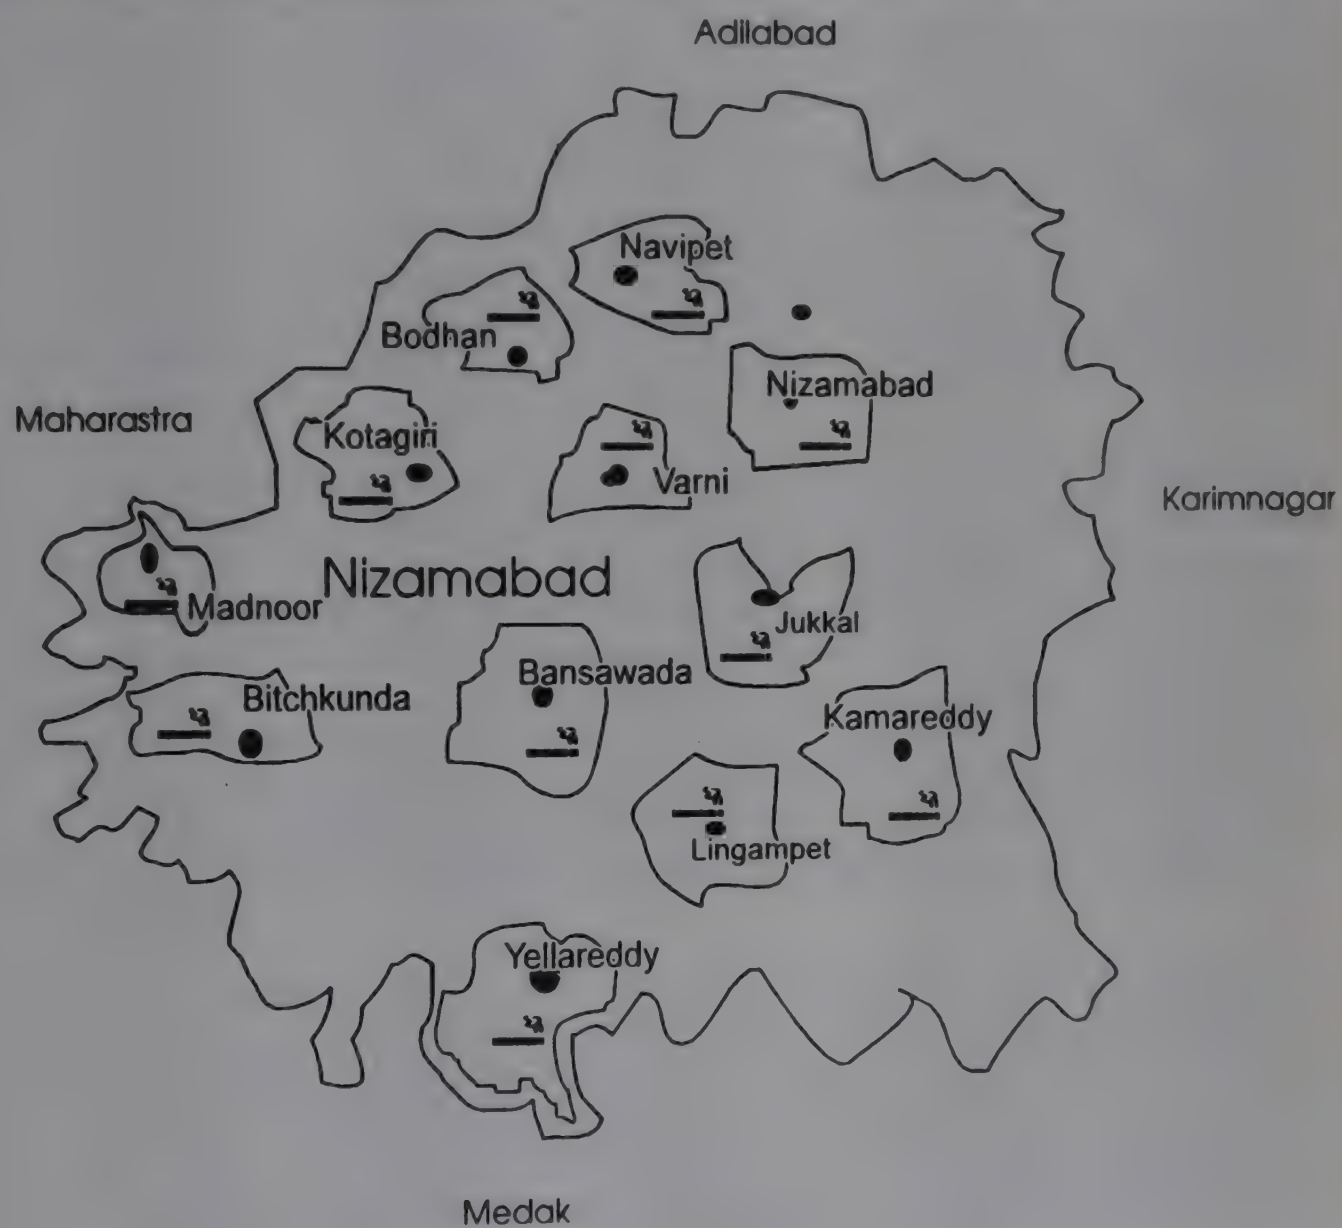 Adilabad
Navipet
Bodhan
Nizamabad
Maharastra
Kotagiri
Varni
Karimnagar
Nizamabad
Madnoor
Jukkal
Bansawada
Bitchkunda
Kamareddy
Lingampet
Yellareddy
Medak